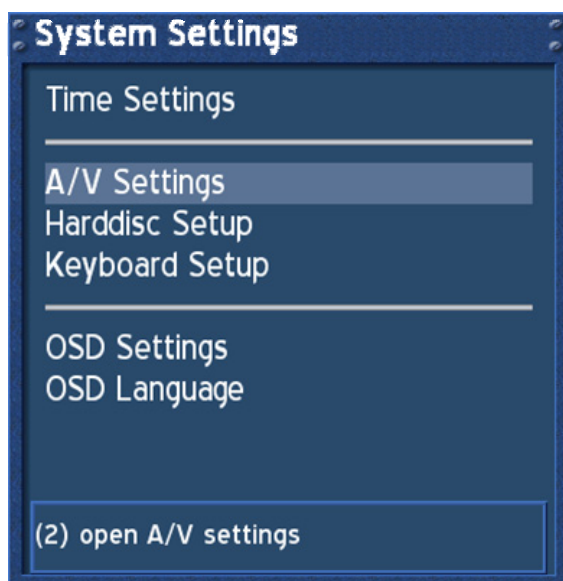 System Settings
Time Settings
A/V Settings
Harddisc Setup
Keyboard Setup
OSD Settings
OSD Language
(2) open A/V settings